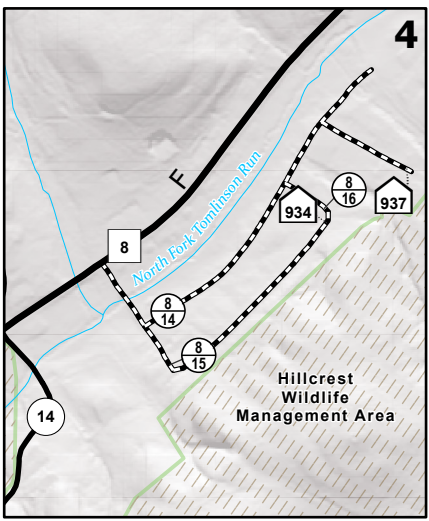 4
F
8
16
934
937
North Fork Tomlinson Run
8
8
14
8
15
Hillcrest
Wildlife
Management Area
14